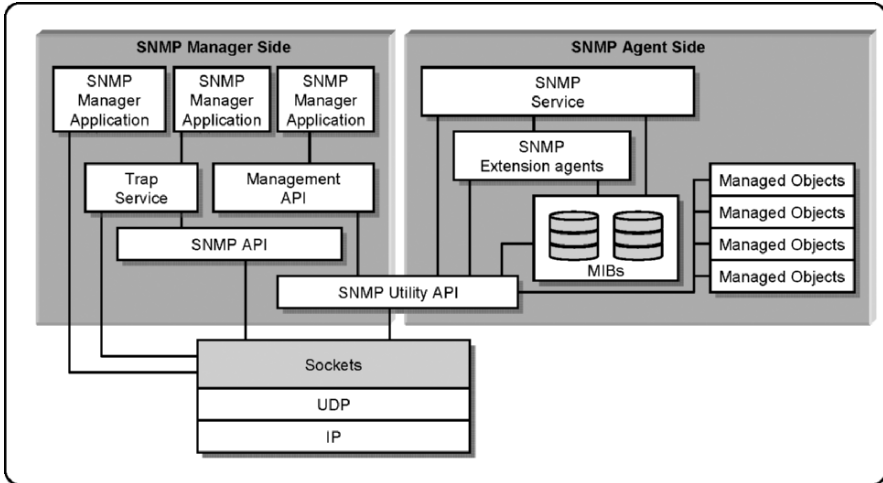 SNMP Manager Side
SNMP
Manager
Application
SNMP
Manager
Application
SNMP
Manager
Application
Trap
Service
Management
API
SNMP API
SNMP Agent Side
SNMP
Service
SNMP
Extension agents
MIBs
Managed Objects
Managed Objects
Managed Objects
Managed Objects
SNMP Utility API
Sockets
UDP
IP